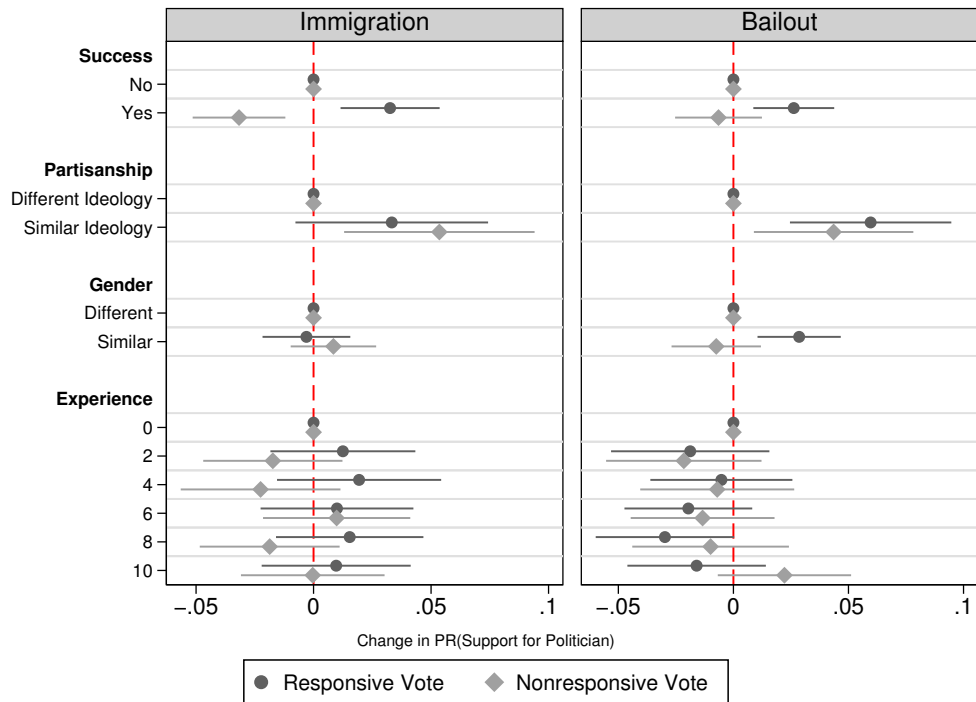 Immigration
Bailout
Success
No
Yes
Partisanship
Different Ideology
Similar Ideology
Gender
Different
Similar
Experience
0
2
4
6
8
10
−.05 0 .05 .1
−.05 0 .05 .1
Change in PR(Support for Politician)
Responsive Vote Nonresponsive Vote